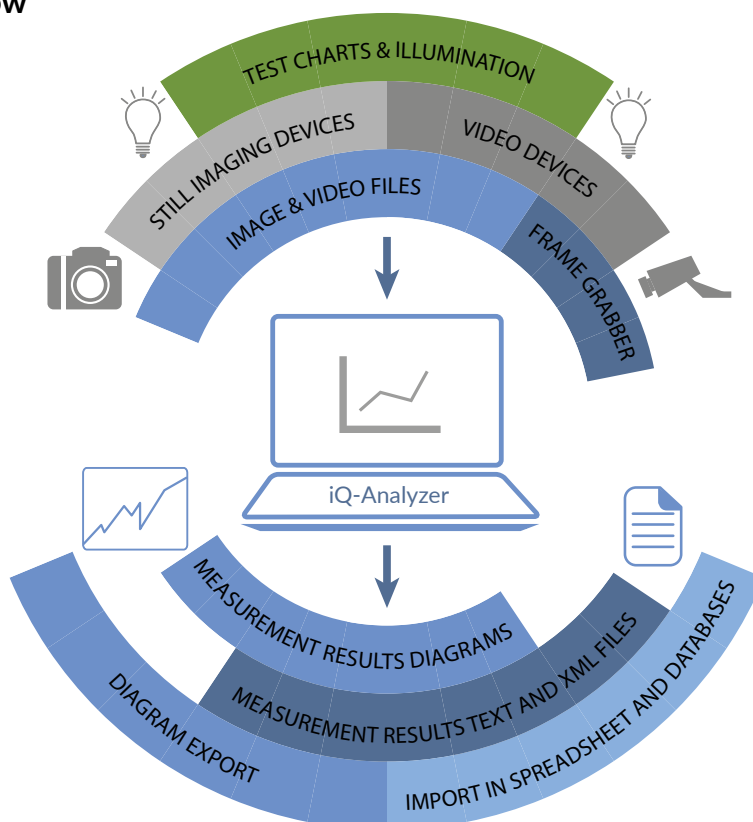 ow
TEST CHARTS & ILLUMINATION
STILL IMAGING DEVICES
VIDEO DEVICES
IMAGE & VIDEO FILES
FRAME GRABBER
iQ-Analyzer
MEASUREMENT RESULTS DIAGRAMS
MEASUREMENT RESULTS TEXT AND XML FILES
DIAGRAM EXPORT
IMPORT IN SPREADSHEET AND DATABASES